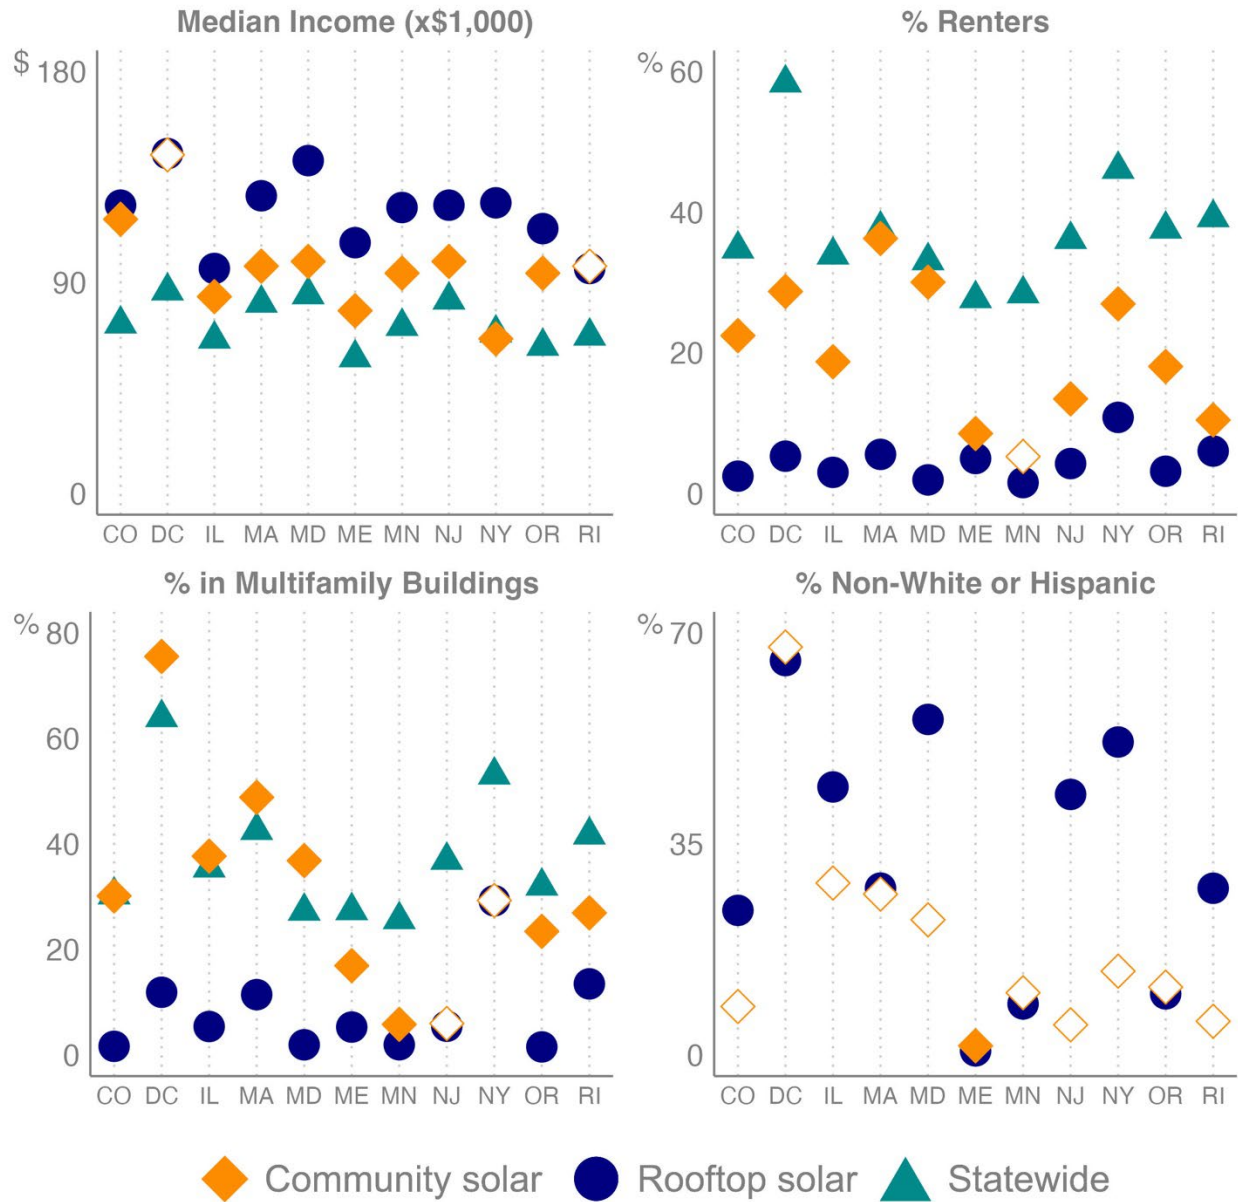 Median Income (x$1,000)
$ 180
90
0
CO DC IL MA MD ME MN NJ NY OR RI
% Renters
% 60
40
20
0
CO DC IL MA MD ME MN NJ NY OR RI
% in Multifamily Buildings
% 80
60
40
20
0
CO DC IL MA MD ME MN NJ NY OR RI
% Non-White or Hispanic
% 70
35
0
CO DC IL MA MD ME MN NJ NY OR RI
Community solar Rooftop solar Statewide